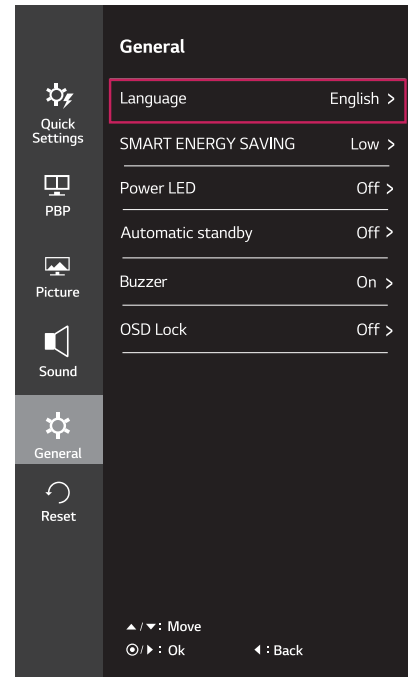 General
Quick
Settings
PBP
Picture
Sound
General
Reset
Language English >
SMART ENERGY SAVING Low >
Power LED Off >
Automatic standby Off >
Buzzer On >
OSD Lock Off >
▲/▼: Move
◉/▶: Ok ◀: Back